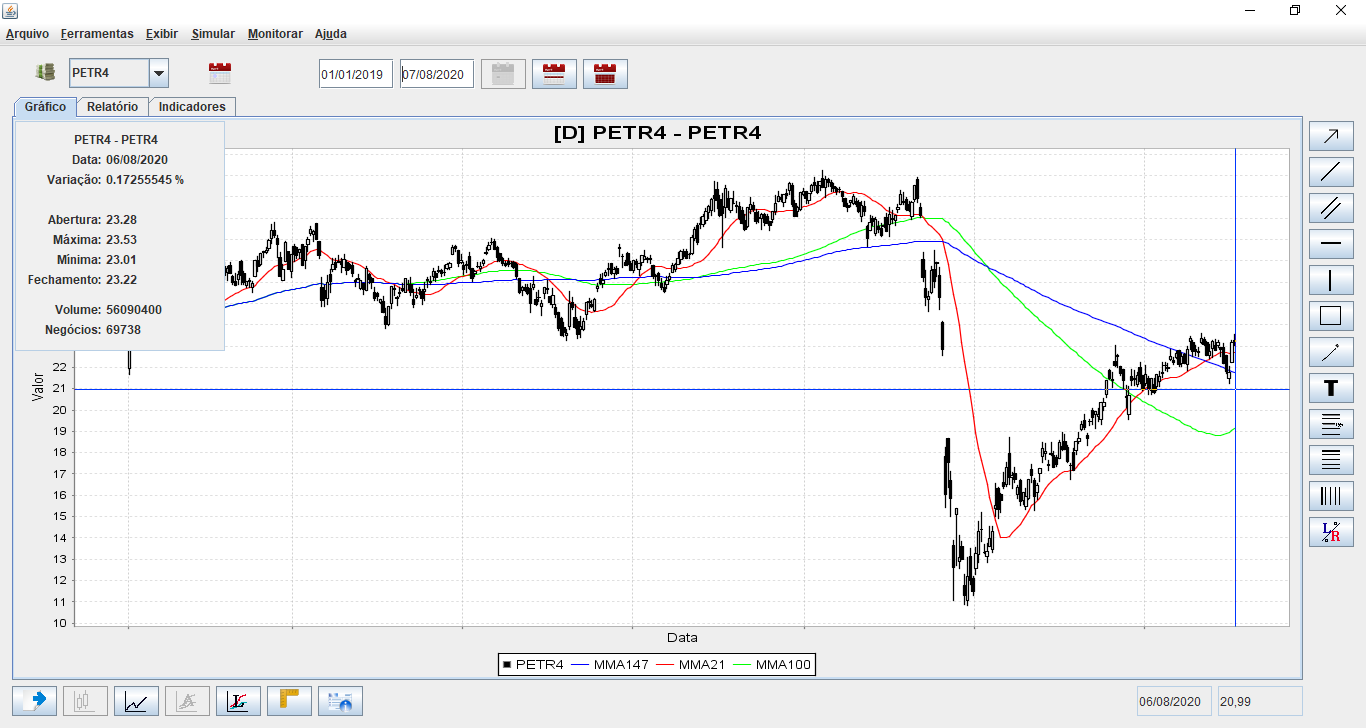 Arquivo Ferramentas Exibir Simular Monitorar Ajuda
PETR4 01/01/2019 07/08/2020
Gráfico Relatório Indicadores
[D] PETR4 - PETR4
PETR4 - PETR4
Data: 06/08/2020
Variação: 0.17255545 %
Abertura: 23.28
Máxima: 23.53
Mínima: 23.01
Fechamento: 23.22
Volume: 56090400
Negócios: 69738
Valor
22
21
20
19
18
17
16
15
14
13
12
11
10
Data
PETR4 MMA147 MMA21 MMA100
T
L/R
06/08/2020 20,99